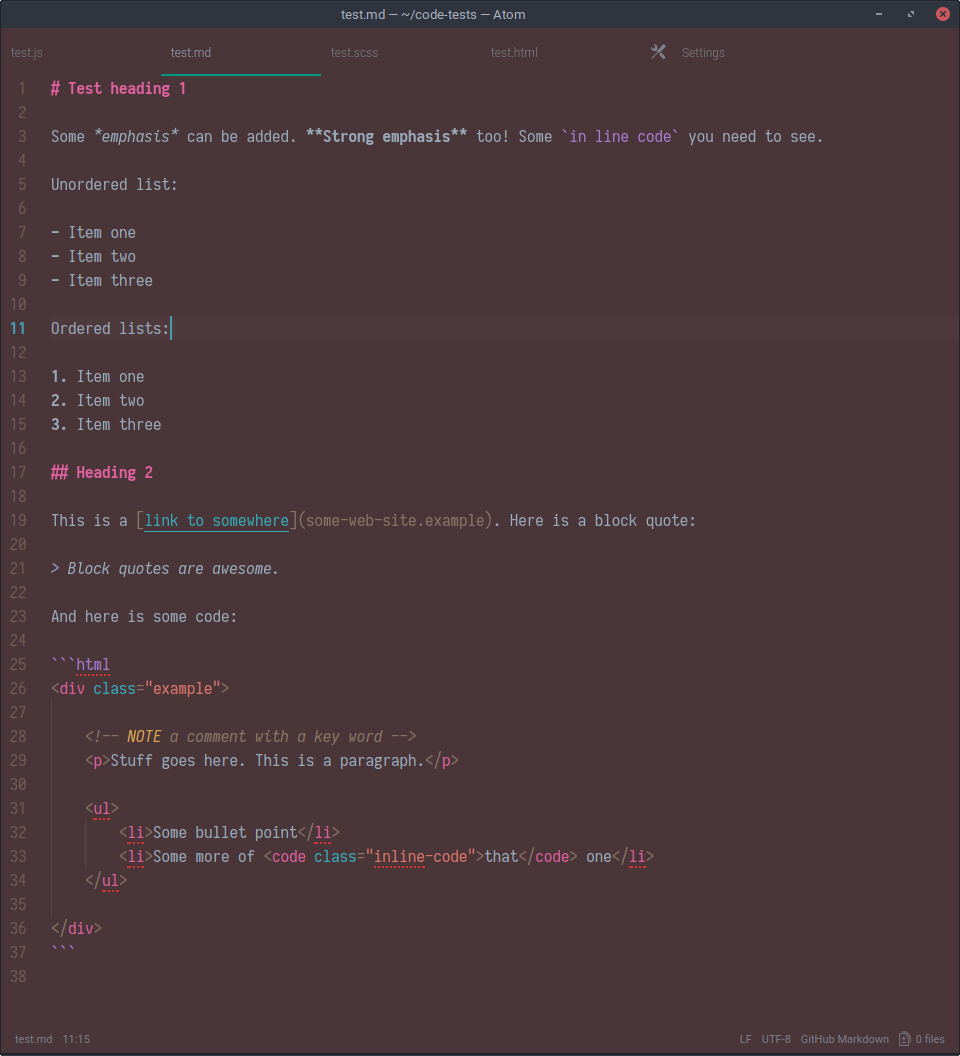 test.md — ~/code-tests — Atom
test.js test.md test.scss test.html Settings
1 # Test heading 1
2
3 Some *emphasis* can be added. **Strong emphasis** too! Some `in line code` you need to see.
4
5 Unordered list:
6
7 - Item one
8 - Item two
9 - Item three
10
11 Ordered lists:
12
13 1. Item one
14 2. Item two
15 3. Item three
16
17 ## Heading 2
18
19 This is a [link to somewhere](some-web-site.example). Here is a block quote:
20
21 > Block quotes are awesome.
22
23 And here is some code:
24
25 ```html
26 <div class="example">
27
28     <!-- NOTE a comment with a key word -->
29     <p>Stuff goes here. This is a paragraph.</p>
30
31     <ul>
32         <li>Some bullet point</li>
33         <li>Some more of <code class="inline-code">that</code> one</li>
34     </ul>
35
36 </div>
37 ```
38
test.md 11:15 LF UTF-8 GitHub Markdown 0 files